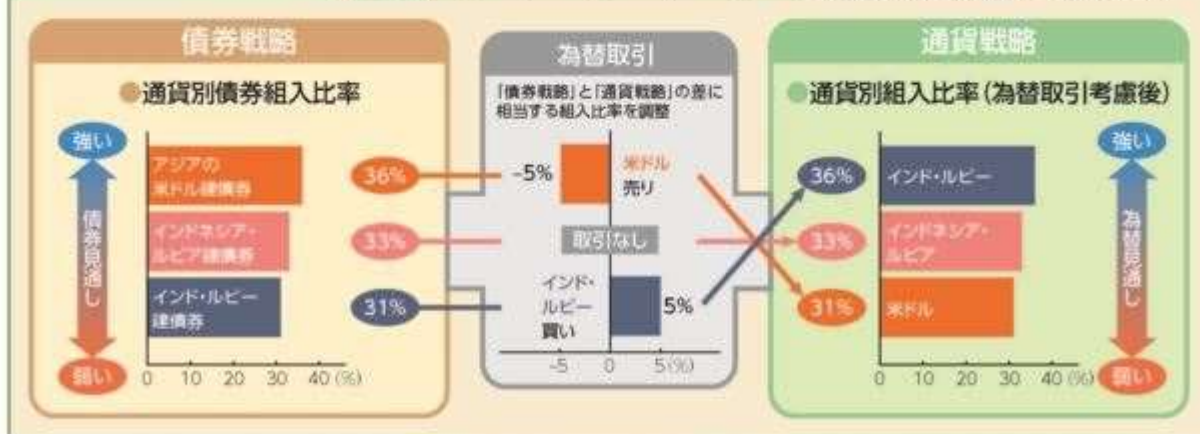 債券戦略
●通貨別債券組入比率
強い
債券見通し
弱い
アジアの
米ドル建債券
インドネシア・
ルピア建債券
インド・ルピー
建債券
0 10 20 30 40 (%)
36%
33%
31%
為替取引
「債券戦略」と「通貨戦略」の差に
相当する組入比率を調整
-5%
米ドル
売り
取引なし
インド・
ルピー
買い
5%
-5 0 5(%)
通貨戦略
●通貨別組入比率(為替取引考慮後)
36%
33%
31%
インド・ルピー
インドネシア・
ルピア
米ドル
0 10 20 30 40 (%)
強い
為替見通し
弱い